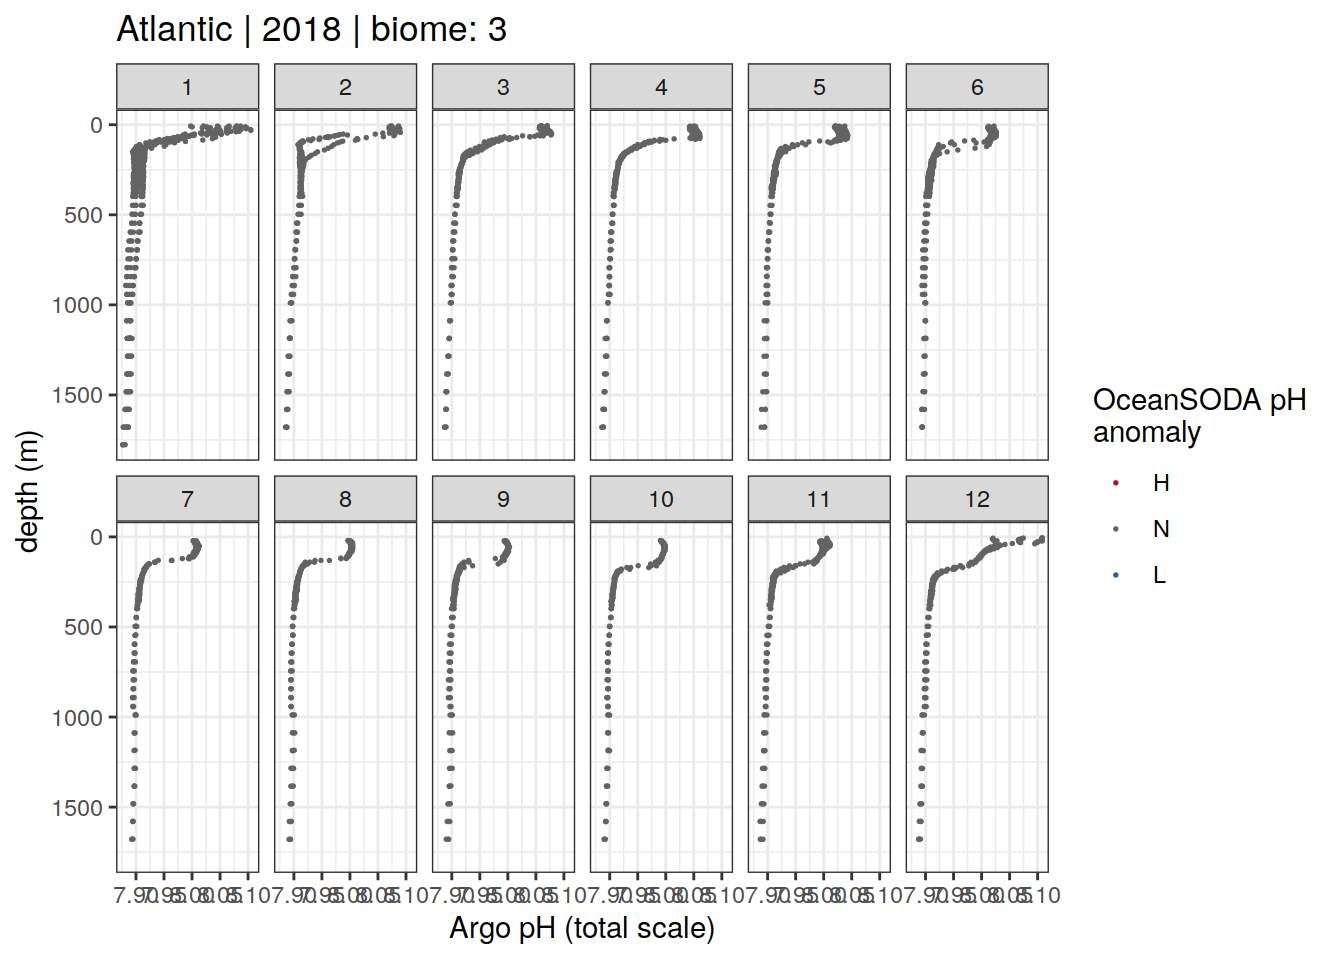 Atlantic | 2018 | biome: 3
1 2 3 4 5 6
0
500
1000
1500
7 8 9 10 11 12
0
500
1000
1500
depth (m)
Argo pH (total scale)
OceanSODA pH
anomaly
H
N
L